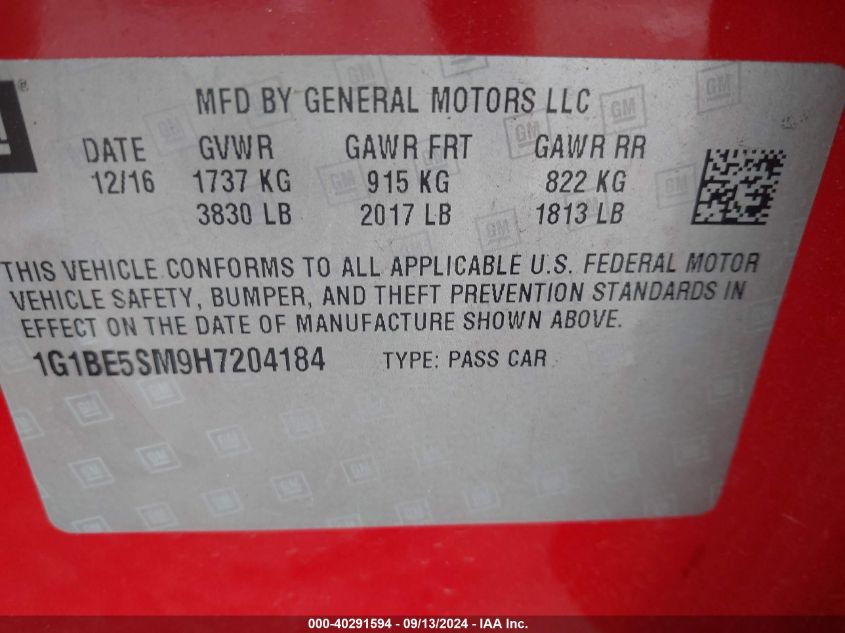 MFD BY GENERAL MOTORS LLC
DATE GVWR GAWR FRT GAWR RR
12/16 1737 KG 915 KG 822 KG
3830 LB 2017 LB 1813 LB
THIS VEHICLE CONFORMS TO ALL APPLICABLE U.S. FEDERAL MOTOR
VEHICLE SAFETY, BUMPER, AND THEFT PREVENTION STANDARDS IN
EFFECT ON THE DATE OF MANUFACTURE SHOWN ABOVE.
1G1BE5SM9H7204184 TYPE: PASS CAR
000-40291594 - 09/13/2024 - IAA Inc.